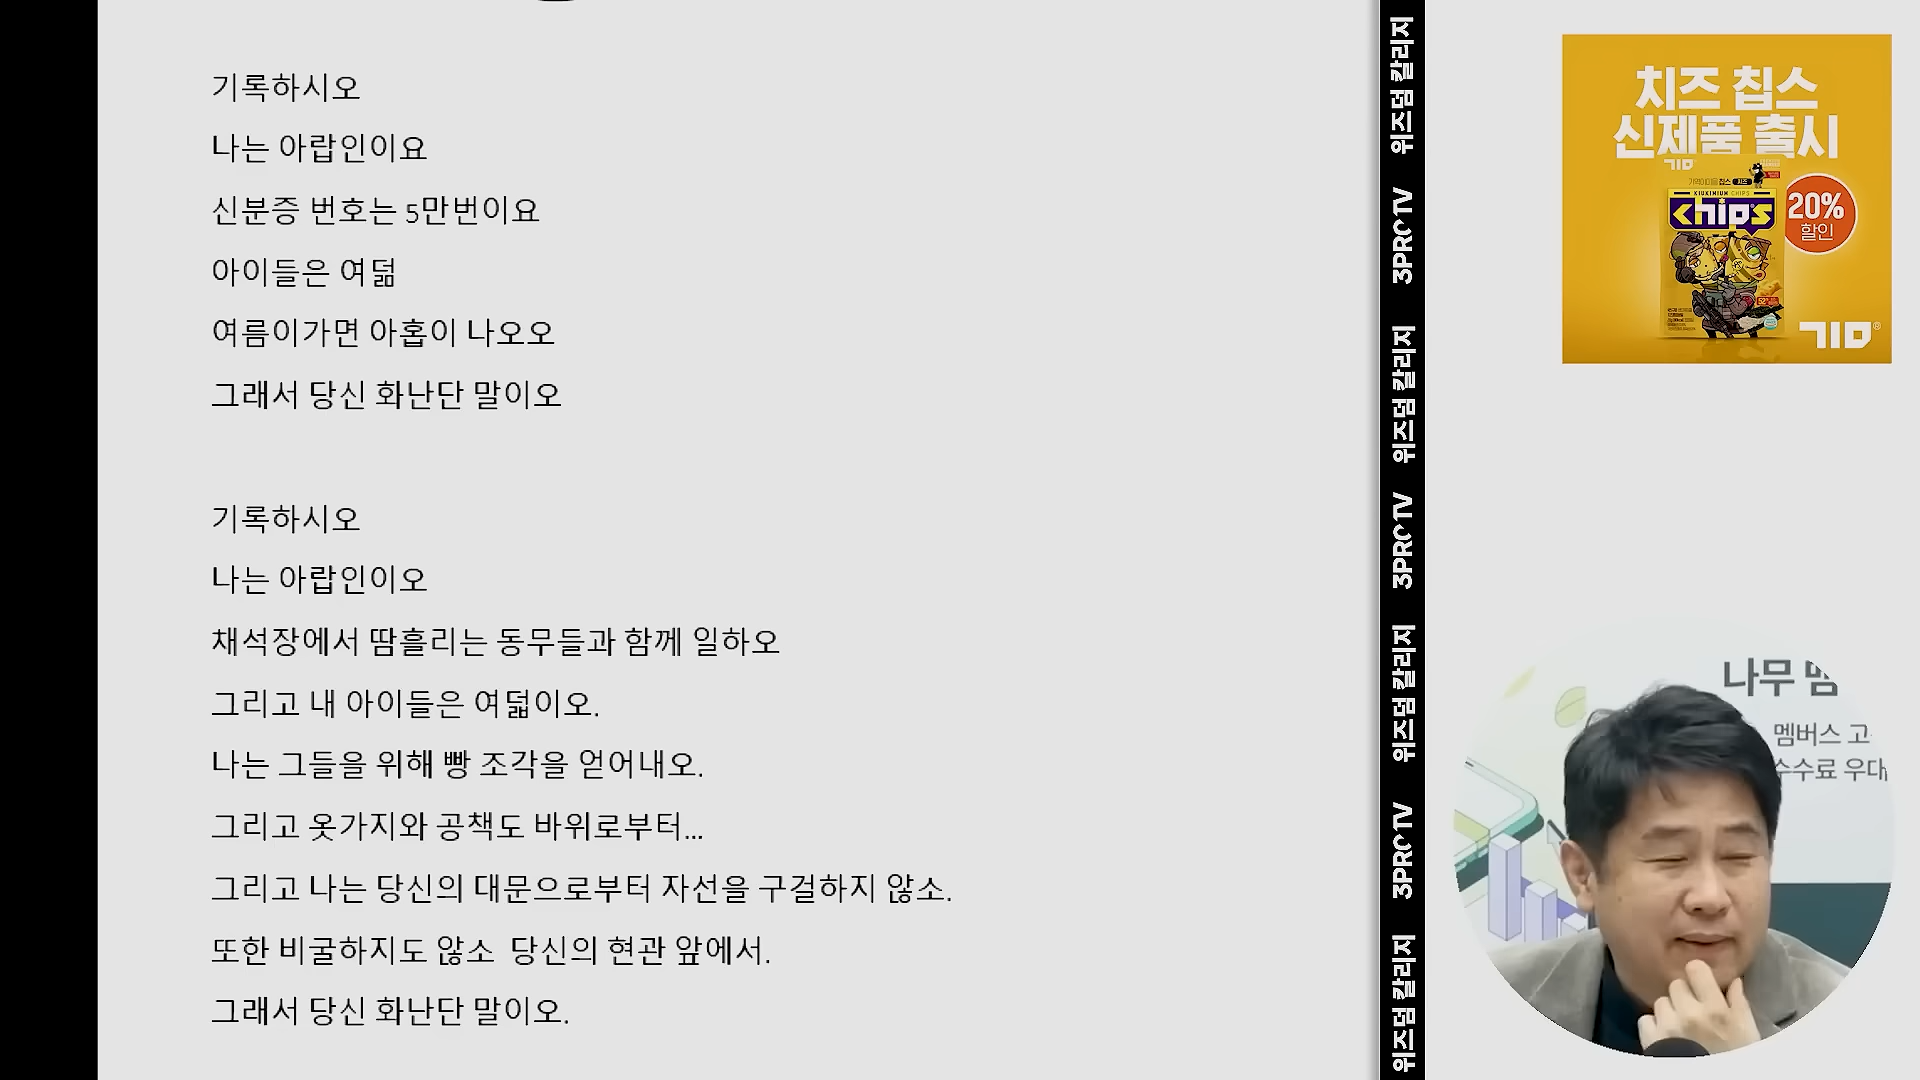 기록하시오
나는 아랍인이요
신분증 번호는 5만번이요
아이들은 여덟
여름이가면 아홉이 나오오
그래서 당신 화난단 말이오
기록하시오
나는 아랍인이오
채석장에서 땀흘리는 동무들과 함께 일하오
그리고 내 아이들은 여덟이오.
나는 그들을 위해 빵 조각을 얻어내오.
그리고 옷가지와 공책도 바위로부터...
그리고 나는 당신의 대문으로부터 자선을 구걸하지 않소.
또한 비굴하지도 않소 당신의 현관 앞에서.
그래서 당신 화난단 말이오.
위즈덤 칼리지
3PROTV
위즈덤 칼리지
3PROTV
위즈덤 칼리지
3PROTV
위즈덤 칼리지
치즈 칩스
신제품 출시
chips
20%
할인
나무 멤
멤버스 고
수수료 우대